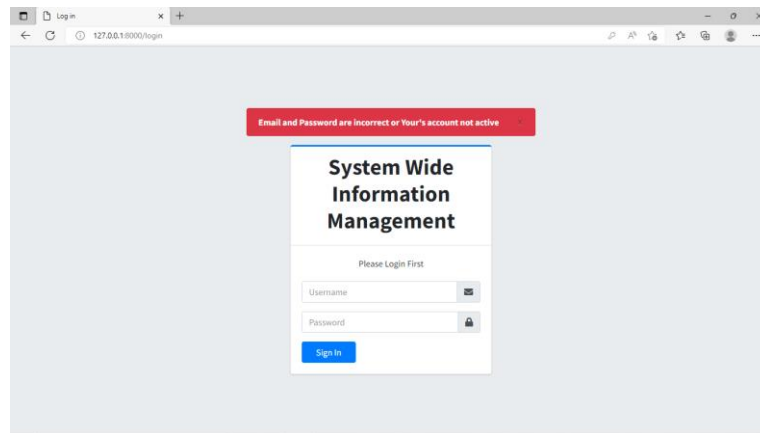 Log in
127.0.0.1:8000/login
Email and Password are incorrect or Your's account not active
System Wide
Information
Management
Please Login First
Username
Password
Sign In